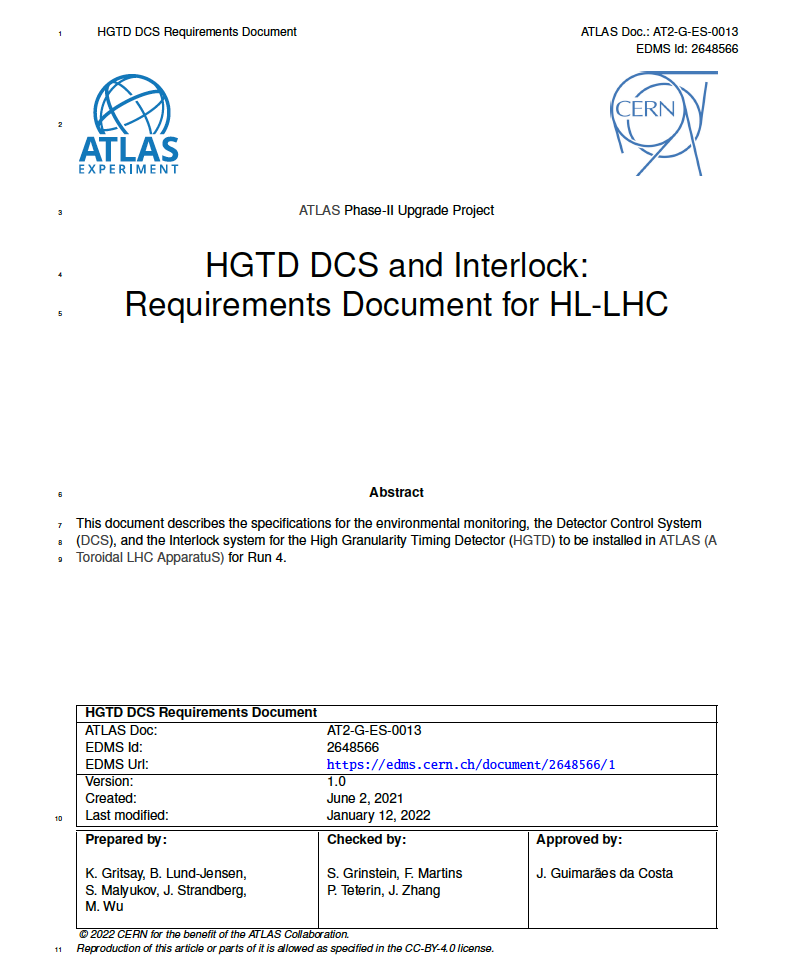 1 HGTD DCS Requirements Document ATLAS Doc.: AT2-G-ES-0013
EDMS Id: 2648566
2 ATLAS EXPERIMENT CERN
3 ATLAS Phase-II Upgrade Project
4 HGTD DCS and Interlock:
5 Requirements Document for HL-LHC
6 Abstract
7 This document describes the specifications for the environmental monitoring, the Detector Control System
8 (DCS), and the Interlock system for the High Granularity Timing Detector (HGTD) to be installed in ATLAS (A
9 Toroidal LHC ApparatuS) for Run 4.
HGTD DCS Requirements Document
ATLAS Doc: AT2-G-ES-0013
EDMS Id: 2648566
EDMS Url: https://edms.cern.ch/document/2648566/1
Version: 1.0
Created: June 2, 2021
10 Last modified: January 12, 2022
Prepared by: Checked by: Approved by:
K. Gritsay, B. Lund-Jensen, S. Grinstein, F. Martins J. Guimarães da Costa
S. Malyukov, J. Strandberg, P. Teterin, J. Zhang
M. Wu
© 2022 CERN for the benefit of the ATLAS Collaboration.
11 Reproduction of this article or parts of it is allowed as specified in the CC-BY-4.0 license.